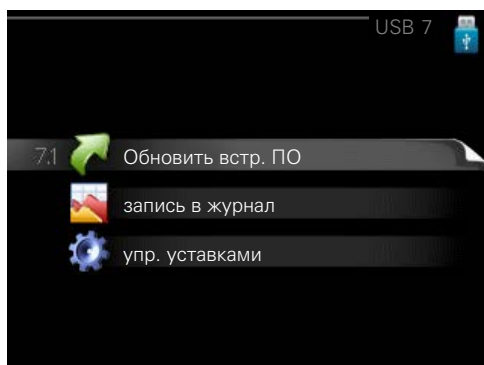 USB 7
7.1 Обновить встр. ПО
запись в журнал
упр. уставками